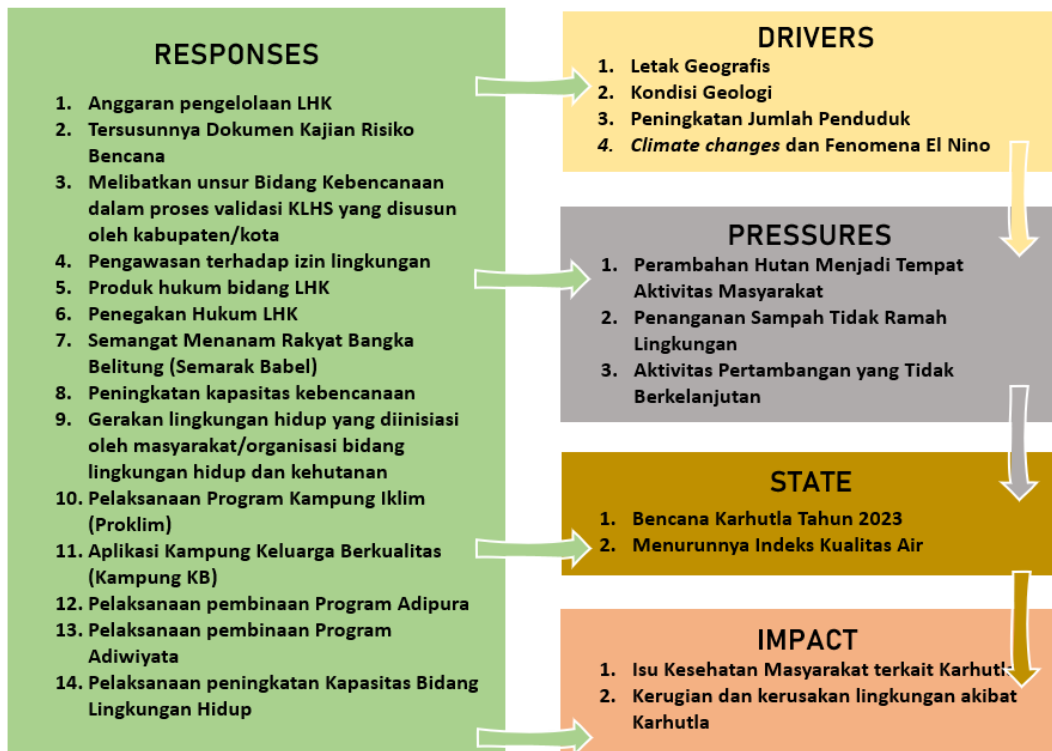 RESPONSES
1. Anggaran pengelolaan LHK
2. Tersusunnya Dokumen Kajian Risiko
Bencana
3. Melibatkan unsur Bidang Kebencanaan
dalam proses validasi KLHS yang disusun
oleh kabupaten/kota
4. Pengawasan terhadap izin lingkungan
5. Produk hukum bidang LHK
6. Penegakan Hukum LHK
7. Semangat Menanam Rakyat Bangka
Belitung (Semarak Babel)
8. Peningkatan kapasitas kebencanaan
9. Gerakan lingkungan hidup yang diinisiasi
oleh masyarakat/organisasi bidang
lingkungan hidup dan kehutanan
10. Pelaksanaan Program Kampung Iklim
(Proklim)
11. Aplikasi Kampung Keluarga Berkualitas
(Kampung KB)
12. Pelaksanaan pembinaan Program Adipura
13. Pelaksanaan pembinaan Program
Adiwiyata
14. Pelaksanaan peningkatan Kapasitas Bidang
Lingkungan Hidup
DRIVERS
1. Letak Geografis
2. Kondisi Geologi
3. Peningkatan Jumlah Penduduk
4. Climate changes dan Fenomena El Nino
PRESSURES
1. Perambahan Hutan Menjadi Tempat
Aktivitas Masyarakat
2. Penanganan Sampah Tidak Ramah
Lingkungan
3. Aktivitas Pertambangan yang Tidak
Berkelanjutan
STATE
1. Bencana Karhutla Tahun 2023
2. Menurunnya Indeks Kualitas Air
IMPACT
1. Isu Kesehatan Masyarakat terkait Karhutla
2. Kerugian dan kerusakan lingkungan akibat
Karhutla